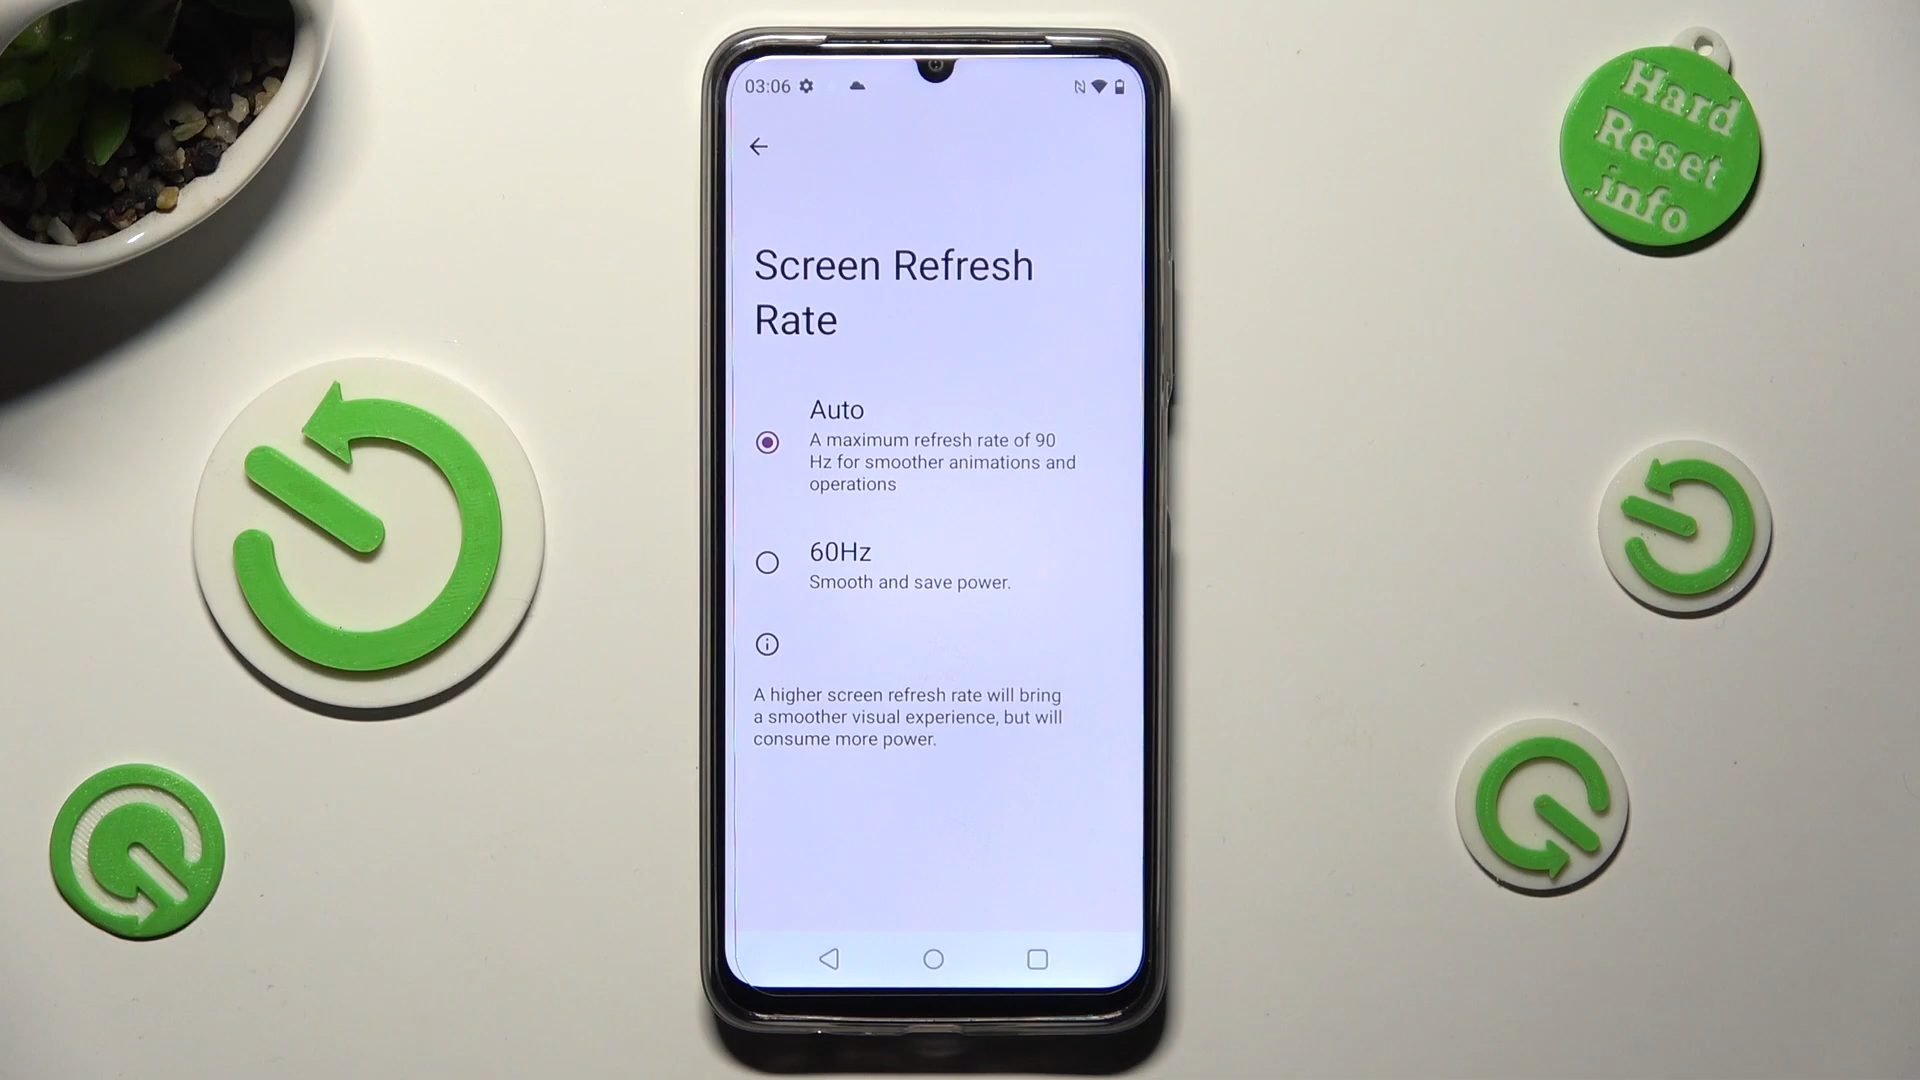 03:06
Screen Refresh
Rate
Auto
A maximum refresh rate of 90
Hz for smoother animations and
operations
60Hz
Smooth and save power.
A higher screen refresh rate will bring
a smoother visual experience, but will
consume more power.
Hard
Reset
.info